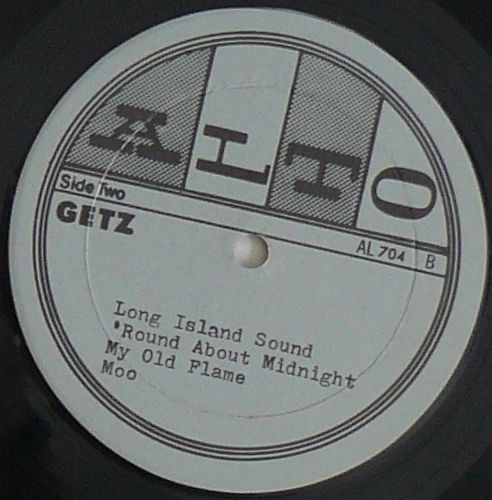 ALTO
Side Two
AL 704 B
GETZ
Long Island Sound
'Round About Midnight
My Old Flame
Moo